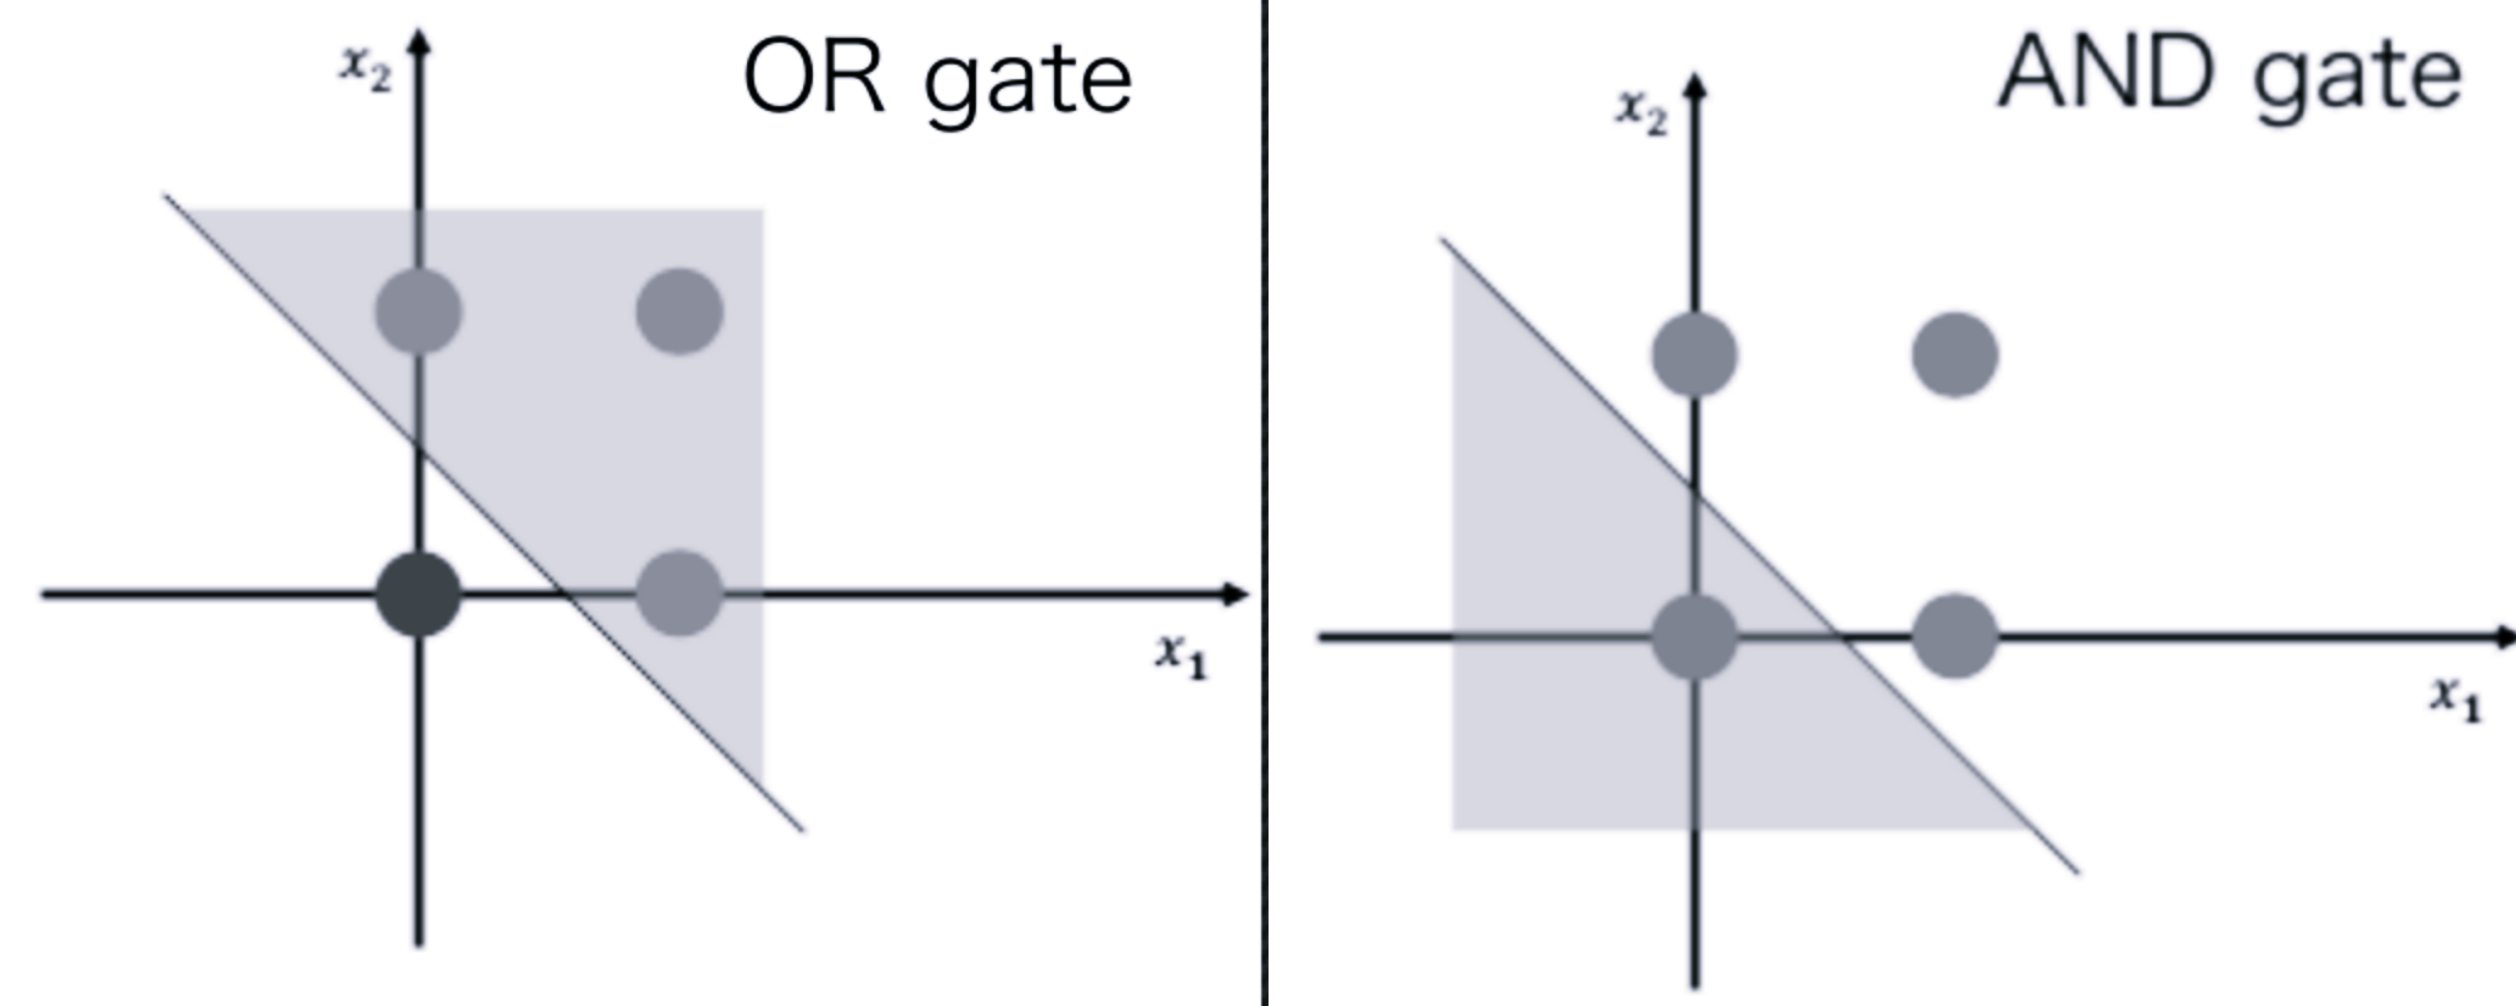 OR gate
x₂
x₁
AND gate
x₂
x₁